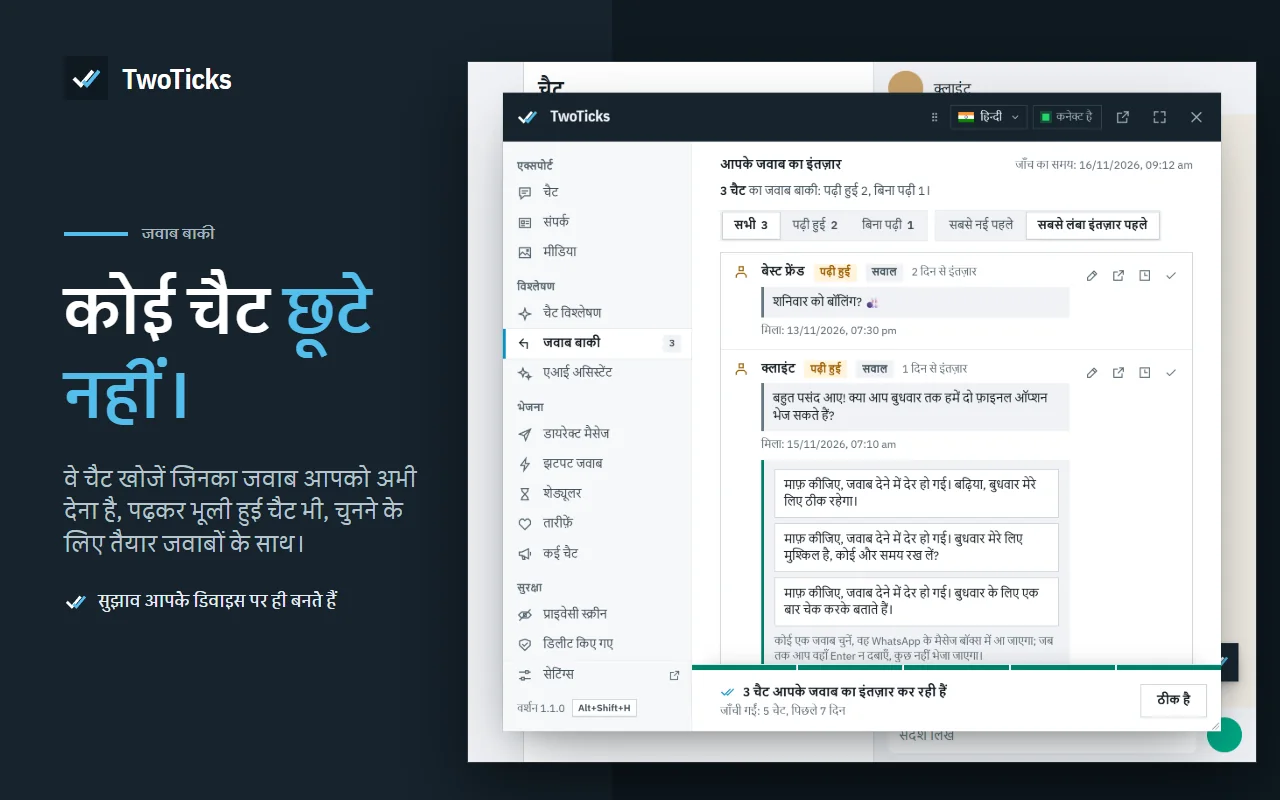 TwoTicks
जवाब बाकी
कोई चैट छूटे
नहीं।
वे चैट खोजें जिनका जवाब आपको अभी
देना है, पढ़कर भूली हुई चैट भी, चुनने के
लिए तैयार जवाबों के साथ।
सुझाव आपके डिवाइस पर ही बनते हैं
चैट
क्लाइंट
TwoTicks
हिन्दी
कनेक्ट है
एक्सपोर्ट
चैट
संपर्क
मीडिया
विश्लेषण
चैट विश्लेषण
जवाब बाकी 3
एआई असिस्टेंट
भेजना
डायरेक्ट मैसेज
झटपट जवाब
शेड्यूलर
तारीफ़ें
कई चैट
सुरक्षा
प्राइवेसी स्क्रीन
डिलीट किए गए
सेटिंग्स
वर्शन 1.1.0 Alt+Shift+H
आपके जवाब का इंतज़ार
जाँच का समय: 16/11/2026, 09:12 am
3 चैट का जवाब बाकी: पढ़ी हुई 2, बिना पढ़ी 1।
सभी 3 पढ़ी हुई 2 बिना पढ़ी 1 सबसे नई पहले सबसे लंबा इंतज़ार पहले
बेस्ट फ्रेंड पढ़ी हुई सवाल 2 दिन से इंतज़ार
शनिवार को बॉलिंग? 🎳
मिला: 13/11/2026, 07:30 pm
क्लाइंट पढ़ी हुई सवाल 1 दिन से इंतज़ार
बहुत पसंद आए! क्या आप बुधवार तक हमें दो फ़ाइनल ऑप्शन
भेज सकते हैं?
मिला: 15/11/2026, 07:10 am
माफ़ कीजिए, जवाब देने में देर हो गई। बढ़िया, बुधवार मेरे
लिए ठीक रहेगा।
माफ़ कीजिए, जवाब देने में देर हो गई। बुधवार मेरे लिए
मुश्किल है, कोई और समय रख लें?
माफ़ कीजिए, जवाब देने में देर हो गई। बुधवार के लिए एक
बार चेक करके बताते हैं।
कोई एक जवाब चुनें, वह WhatsApp के मैसेज बॉक्स में आ जाएगा; जब
तक आप वहाँ Enter न दबाएँ, कुछ नहीं भेजा जाएगा।
3 चैट आपके जवाब का इंतज़ार कर रही हैं
जाँची गईं: 5 चैट, पिछले 7 दिन
ठीक है
संदेश लिखें